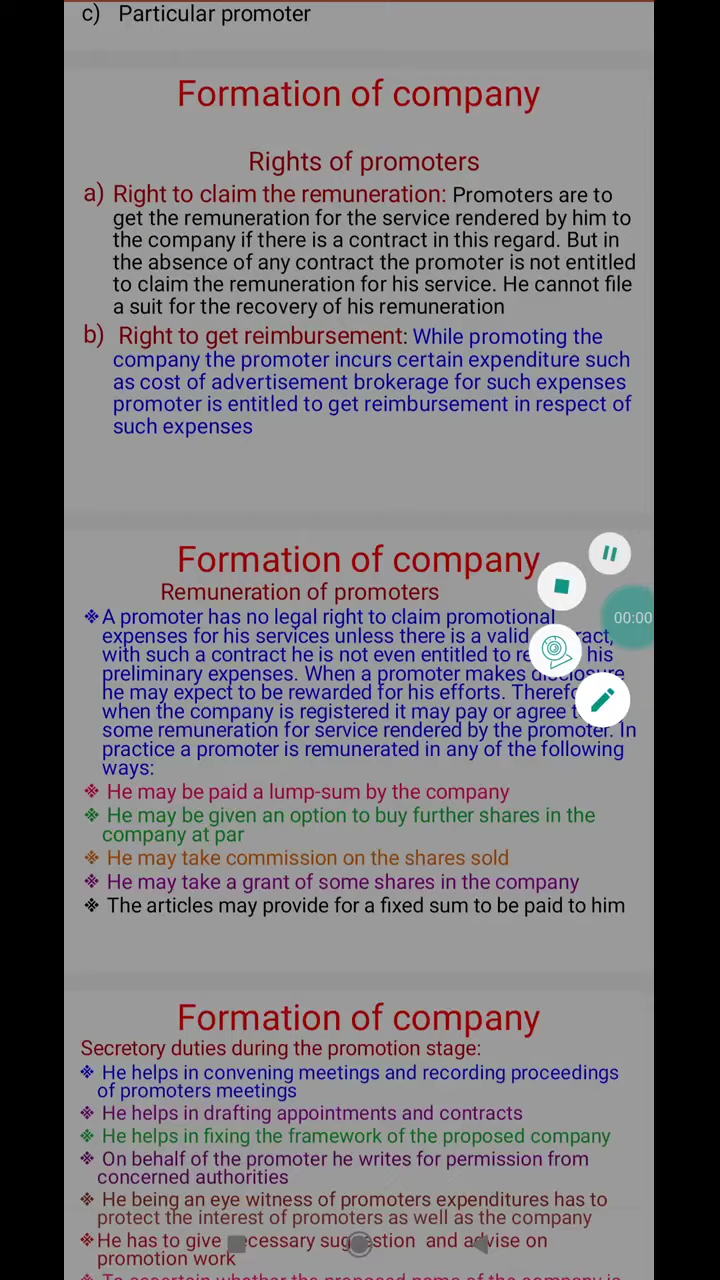 c) Particular promoter
Formation of company
Rights of promoters
a) Right to claim the remuneration: Promoters are to
get the remuneration for the service rendered by him to
the company if there is a contract in this regard. But in
the absence of any contract the promoter is not entitled
to claim the remuneration for his service. He cannot file
a suit for the recovery of his remuneration
b) Right to get reimbursement: While promoting the
company the promoter incurs certain expenditure such
as cost of advertisement brokerage for such expenses
promoter is entitled to get reimbursement in respect of
such expenses
Formation of company
Remuneration of promoters
❖A promoter has no legal right to claim promotional
expenses for his services unless there is a valid
with such a contract he is not even entitled to his
preliminary expenses. When a promoter makes disclosure
he may expect to be rewarded for his efforts.
when the company is registered it may pay or agree
some remuneration for service rendered by the promoter. In
practice a promoter is remunerated in any of the following
ways:
❖ He may be paid a lump-sum by the company
❖ He may be given an option to buy further shares in the
company at par
❖ He may take commission on the shares sold
❖ He may take a grant of some shares in the company
❖ The articles may provide for a fixed sum to be paid to him
00:00
Formation of company
Secretory duties during the promotion stage:
❖ He helps in convening meetings and recording proceedings
of promoters meetings
❖ He helps in drafting appointments and contracts
❖ He helps in fixing the framework of the proposed company
❖ On behalf of the promoter he writes for permission from
concerned authorities
❖ He being an eye witness of promoters expenditures has to
protect the interest of promoters as well as the company
❖He has to give necessary suggestion and advise on
promotion work
❖ To ascertain whether the proposed name of the company is